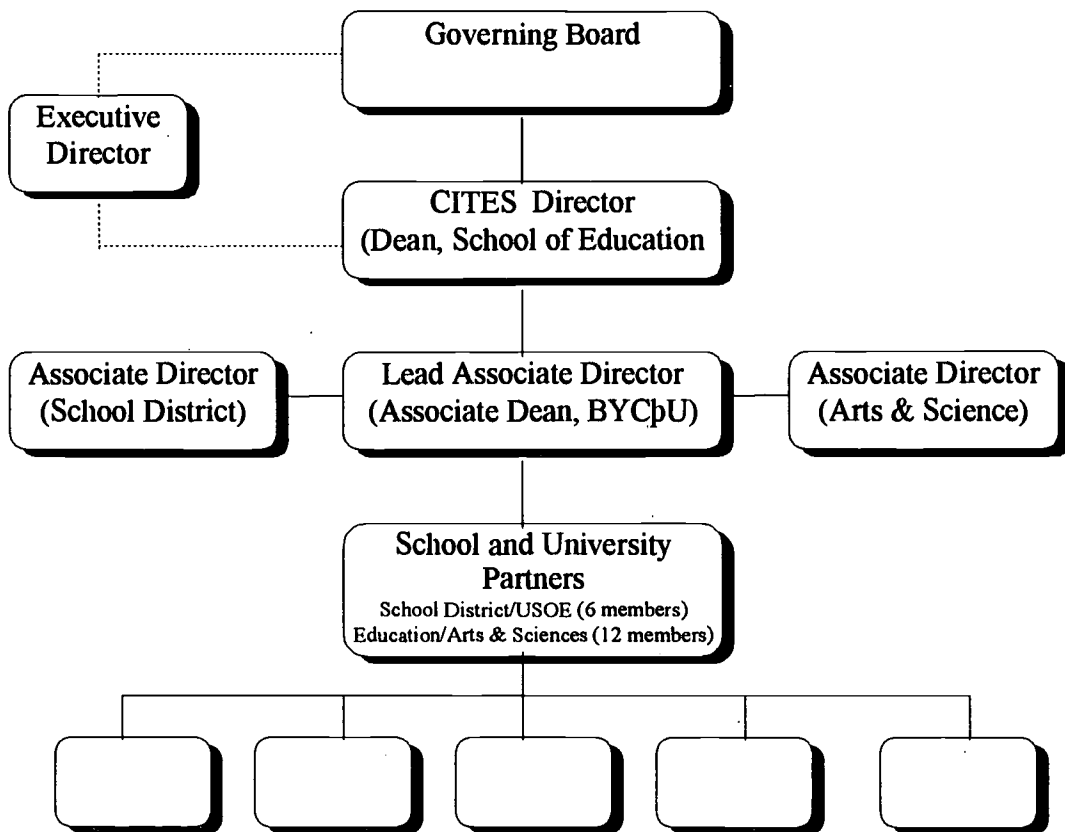 Governing Board
Executive
Director
CITES Director
(Dean, School of Education
Associate Director
(School District)
Lead Associate Director
(Associate Dean, BYCþU)
Associate Director
(Arts & Science)
School and University
Partners
School District/USOE (6 members)
Education/Arts & Sciences (12 members)